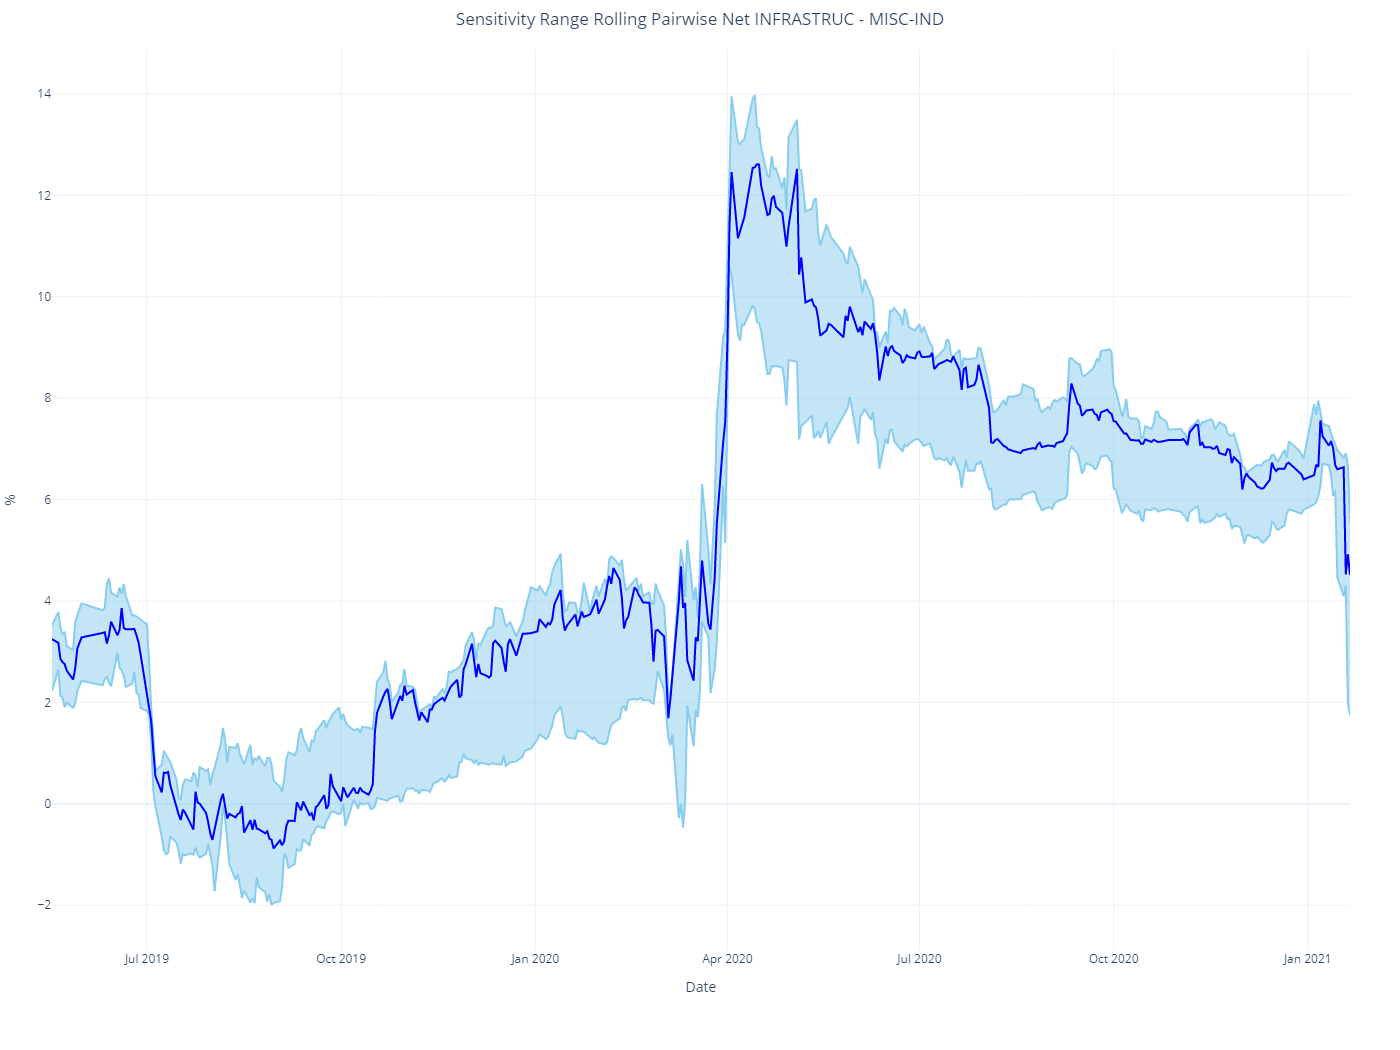 Sensitivity Range Rolling Pairwise Net INFRASTRUC - MISC-IND
14
12
10
8
6
4
2
0
−2
%
Jul 2019
Oct 2019
Jan 2020
Apr 2020
Jul 2020
Oct 2020
Jan 2021
Date